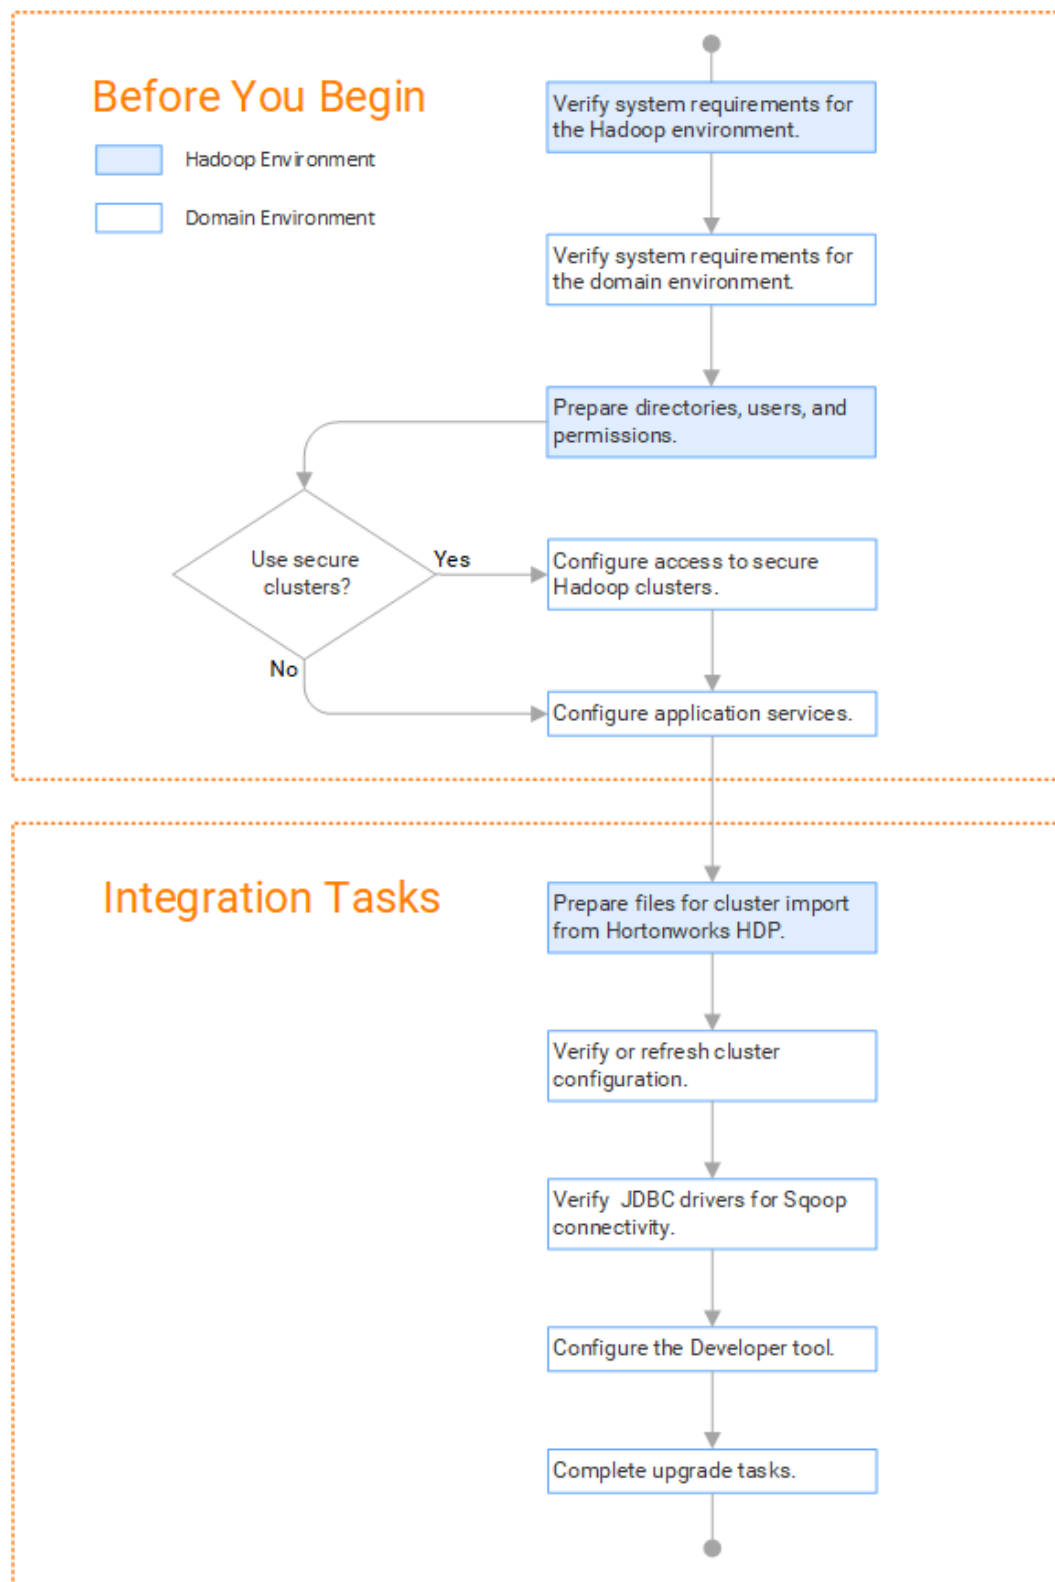 Before You Begin
Hadoop Environment
Domain Environment
Verify system requirements for
the Hadoop environment.
Verify system requirements for
the domain environment.
Prepare directories, users, and
permissions.
Use secure
clusters?
Yes
No
Configure access to secure
Hadoop clusters.
Configure application services.
Integration Tasks
Prepare files for cluster import
from Hortonworks HDP.
Verify or refresh cluster
configuration.
Verify JDBC drivers for Sqoop
connectivity.
Configure the Developer tool.
Complete upgrade tasks.